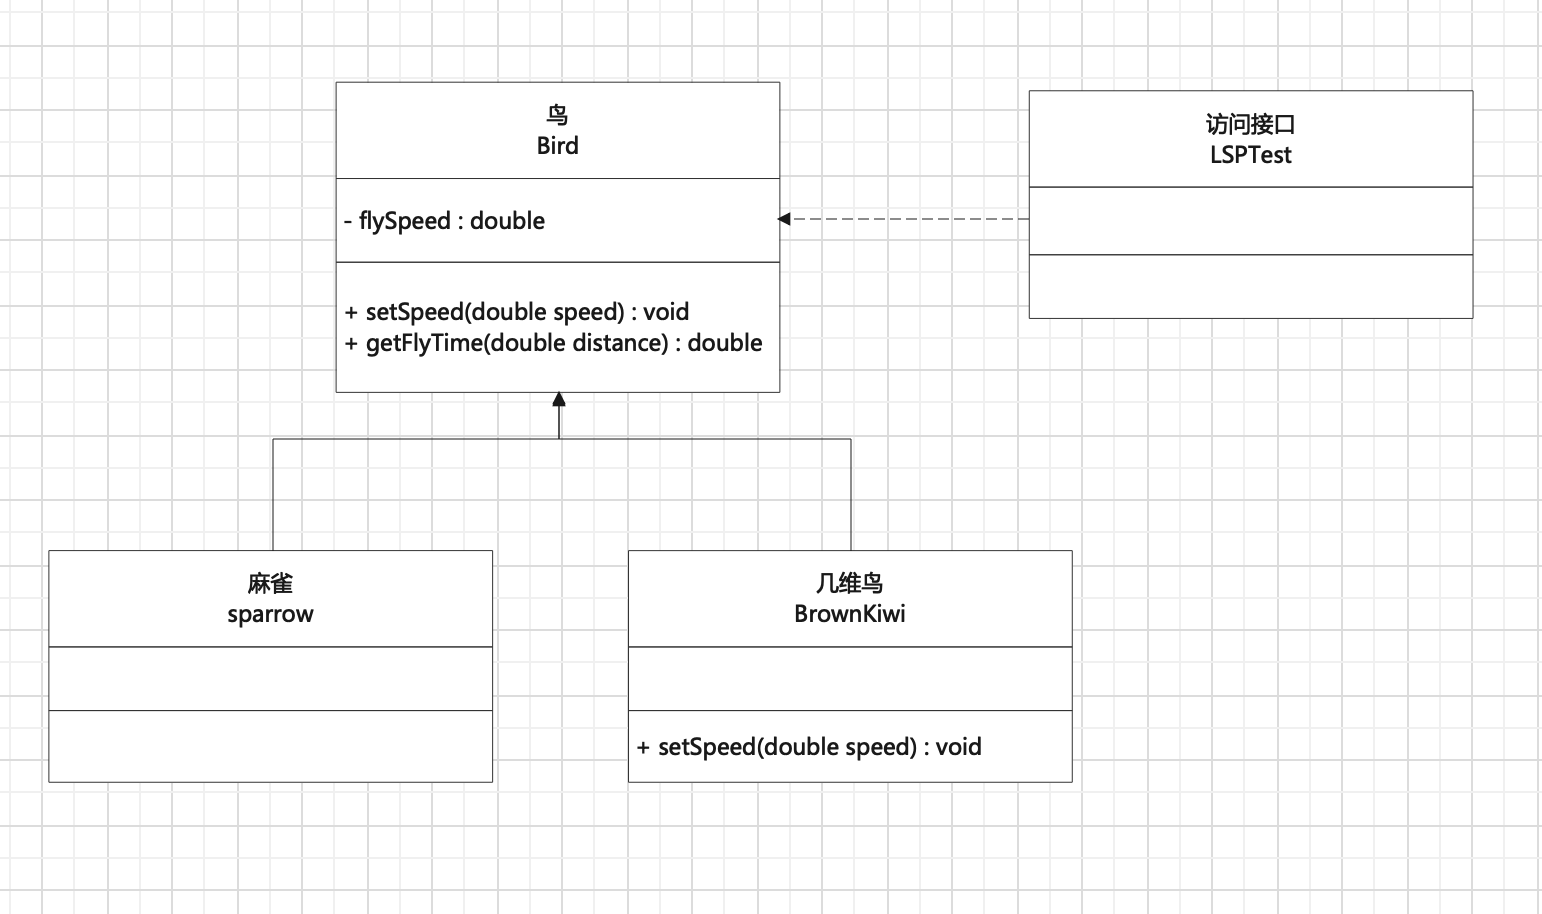 鸟
Bird
- flySpeed : double
+ setSpeed(double speed) : void
+ getFlyTime(double distance) : double
访问接口
LSPTest
麻雀
sparrow
几维鸟
BrownKiwi
+ setSpeed(double speed) : void